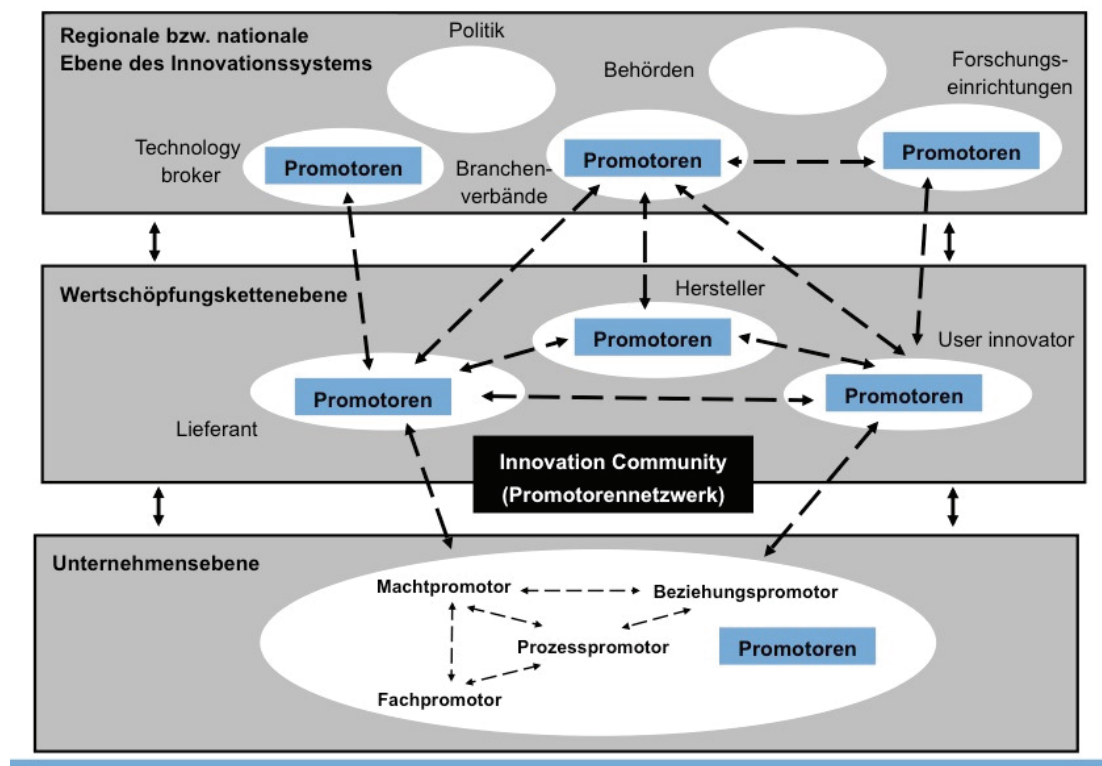 Regionale bzw. nationale
Ebene des Innovationssystems
Politik
Behörden
Forschungs-
einrichtungen
Technology
broker
Promotoren
Branchen-
verbände
Promotoren
Promotoren
Wertschöpfungskettenebene
Hersteller
Promotoren
User innovator
Promotoren
Promotoren
Lieferant
Innovation Community
(Promotorennetzwerk)
Unternehmensebene
Machtpromotor
Beziehungspromotor
Prozesspromotor
Promotoren
Fachpromotor